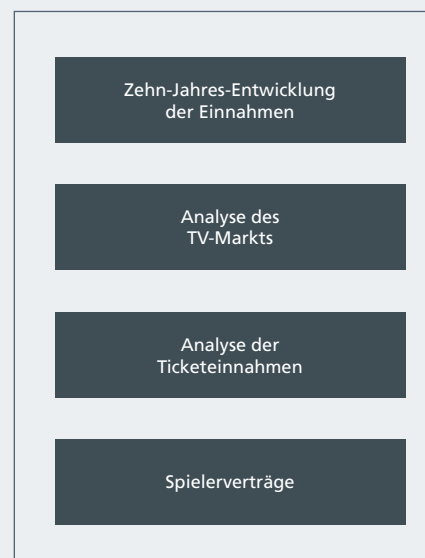 Zehn-Jahres-Entwicklung
der Einnahmen
Analyse des
TV-Markts
Analyse der
Ticketeinnahmen
Spielerverträge